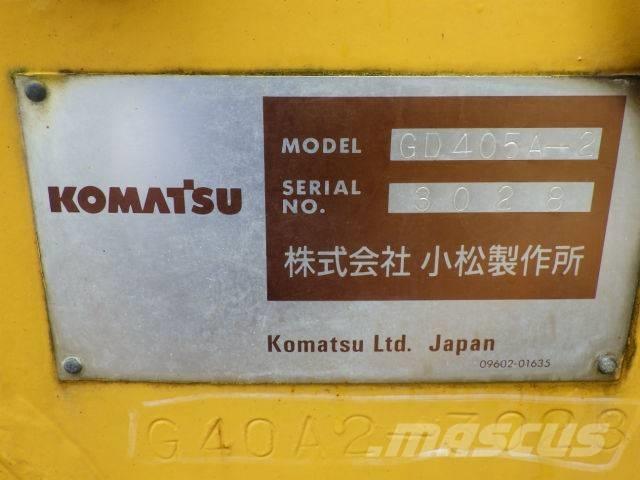 KOMATSU
MODEL GD405A-2
SERIAL NO. 3028
株式会社 小松製作所
Komatsu Ltd. Japan
09602-01635
mascus